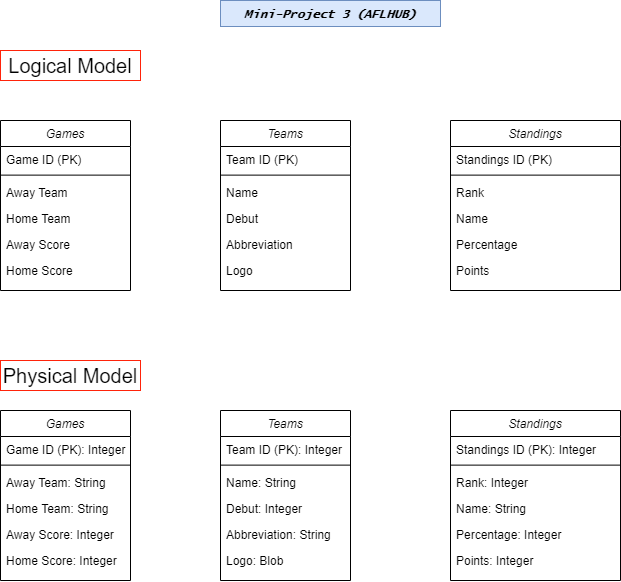 Mini-Project 3 (AFLHUB)
Logical Model
Games
Game ID (PK)
Away Team
Home Team
Away Score
Home Score
Teams
Team ID (PK)
Name
Debut
Abbreviation
Logo
Standings
Standings ID (PK)
Rank
Name
Percentage
Points
Physical Model
Games
Game ID (PK): Integer
Away Team: String
Home Team: String
Away Score: Integer
Home Score: Integer
Teams
Team ID (PK): Integer
Name: String
Debut: Integer
Abbreviation: String
Logo: Blob
Standings
Standings ID (PK): Integer
Rank: Integer
Name: String
Percentage: Integer
Points: Integer